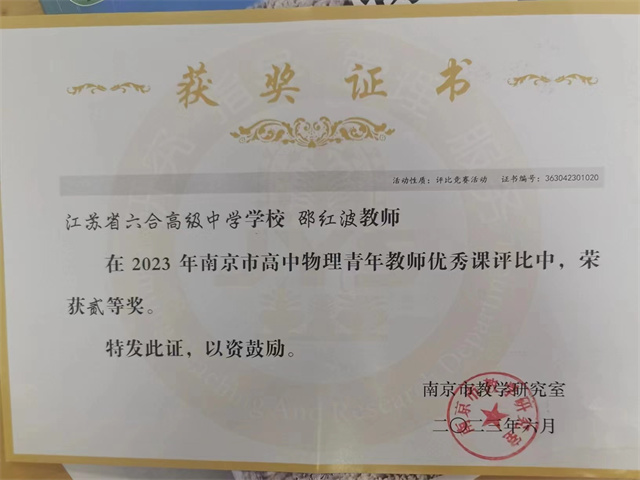 获奖证书
活动性质：评比竞赛活动 证书编号：363042301020
江苏省六合高级中学学校 邵红波教师
在 2023 年南京市高中物理青年教师优秀课评比中，荣
获贰等奖。
特发此证，以资鼓励。
南京市教学研究室
二〇二三年六月